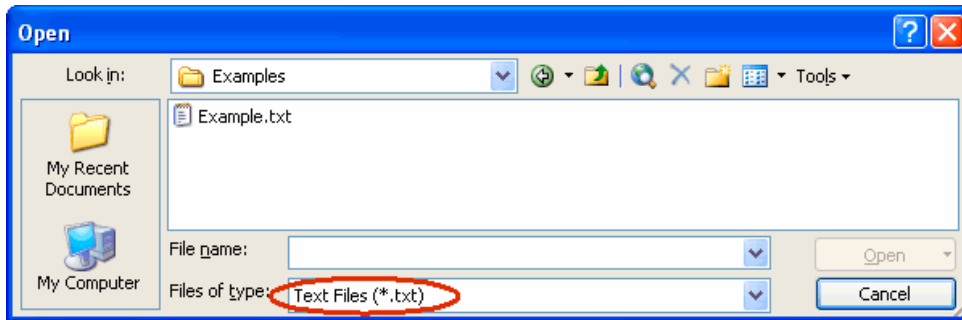 Open
Look in:
Examples
Tools
Example.txt
My Recent
Documents
My Computer
File name:
Open
Files of type:
Text Files (*.txt)
Cancel